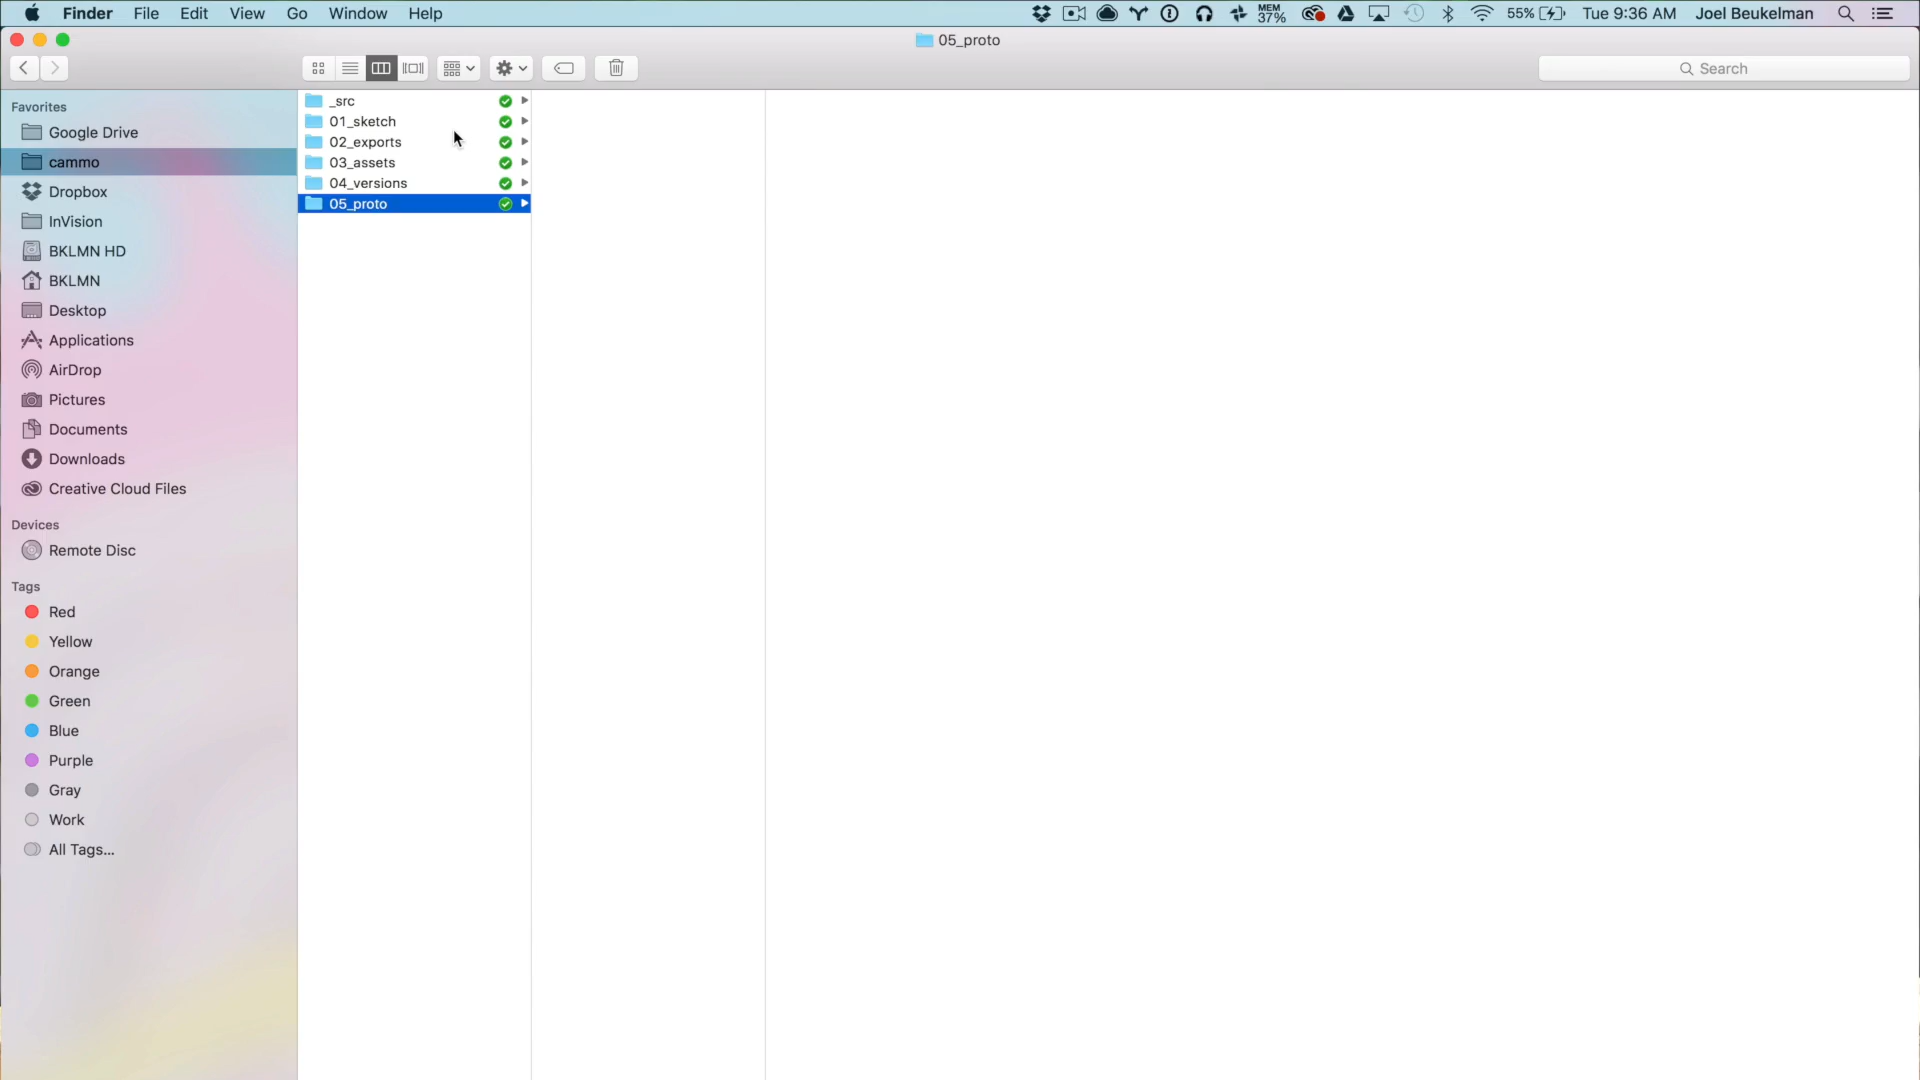 Finder File Edit View Go Window Help MEM 37% 55% Tue 9:36 AM Joel Beukelman
05_proto
Search
Favorites
Google Drive
cammo
Dropbox
InVision
BKLMN HD
BKLMN
Desktop
Applications
AirDrop
Pictures
Documents
Downloads
Creative Cloud Files
Devices
Remote Disc
Tags
Red
Yellow
Orange
Green
Blue
Purple
Gray
Work
All Tags...
_src
01_sketch
02_exports
03_assets
04_versions
05_proto